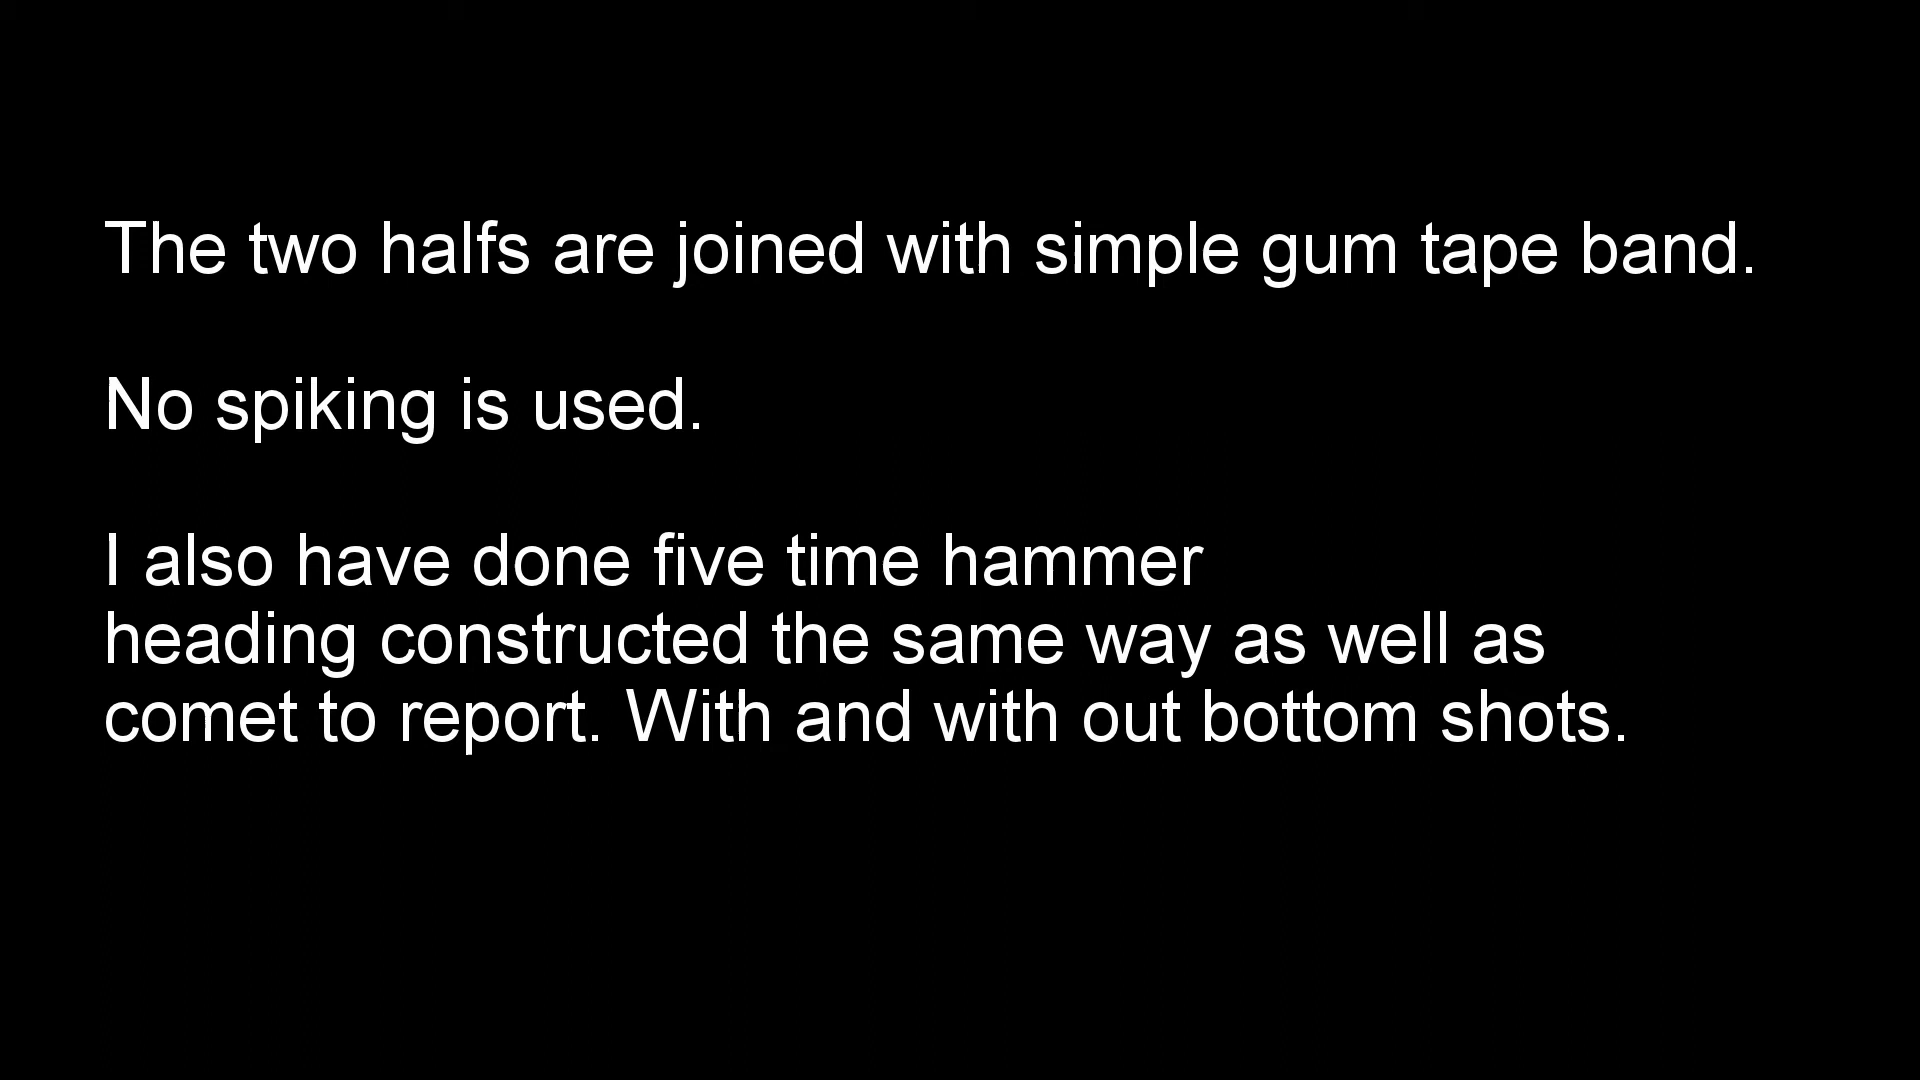 The two halfs are joined with simple gum tape band.
No spiking is used.
I also have done five time hammer
heading constructed the same way as well as
comet to report. With and with out bottom shots.